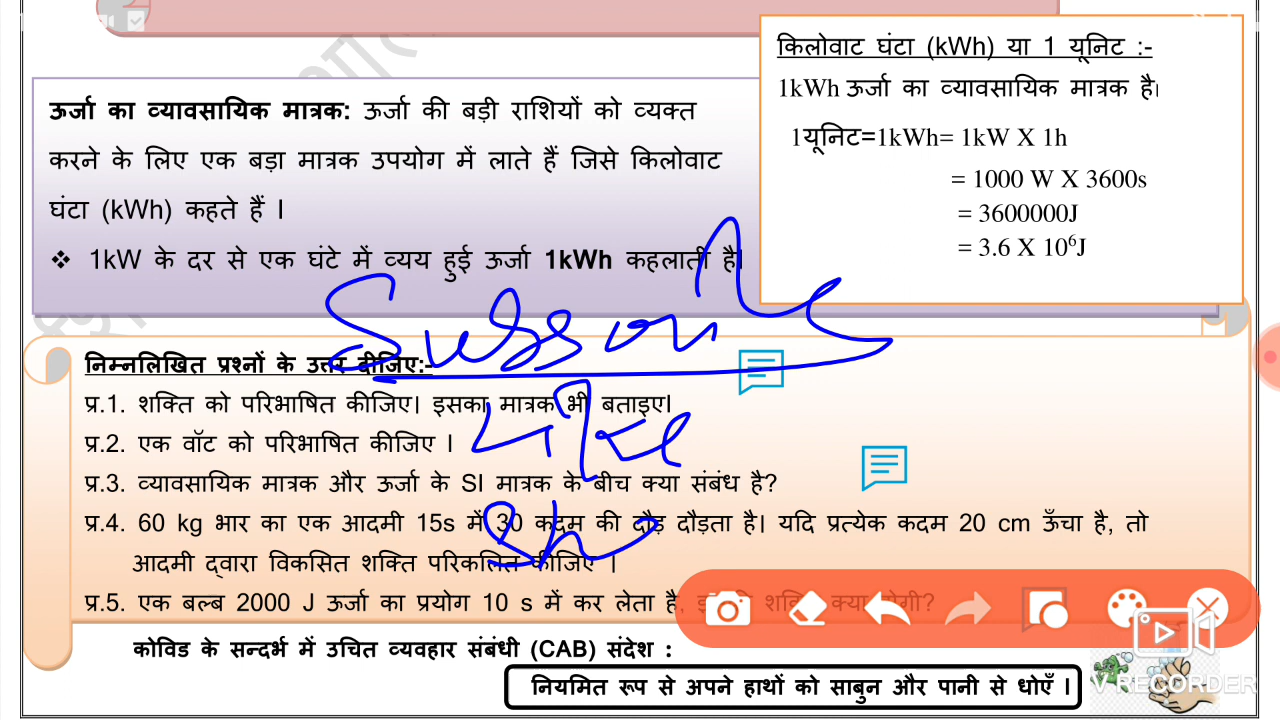 किलोवाट घंटा (kWh) या 1 यूनिट :-
1kWh ऊर्जा का व्यावसायिक मात्रक है।
1यूनिट=1kWh= 1kW X 1h
= 1000 W X 3600s
= 3600000J
= 3.6 X 10⁶J
ऊर्जा का व्यावसायिक मात्रक: ऊर्जा की बड़ी राशियों को व्यक्त
करने के लिए एक बड़ा मात्रक उपयोग में लाते हैं जिसे किलोवाट
घंटा (kWh) कहते हैं ।
❖ 1kW के दर से एक घंटे में व्यय हुई ऊर्जा 1kWh कहलाती है।
निम्नलिखित प्रश्नों के उत्तर दीजिए:-
प्र.1. शक्ति को परिभाषित कीजिए। इसका मात्रक भी बताइए।
प्र.2. एक वॉट को परिभाषित कीजिए ।
प्र.3. व्यावसायिक मात्रक और ऊर्जा के SI मात्रक के बीच क्या संबंध है?
प्र.4. 60 kg भार का एक आदमी 15s में 30 कदम की दौड़ दौड़ता है। यदि प्रत्येक कदम 20 cm ऊँचा है, तो
आदमी द्वारा विकसित शक्ति परिकलित कीजिए ।
प्र.5. एक बल्ब 2000 J ऊर्जा का प्रयोग 10 s में कर लेता है, शक्ति क्या होगी?
कोविड के सन्दर्भ में उचित व्यवहार संबंधी (CAB) संदेश :
नियमित रूप से अपने हाथों को साबुन और पानी से धोएँ ।
V RECORDER